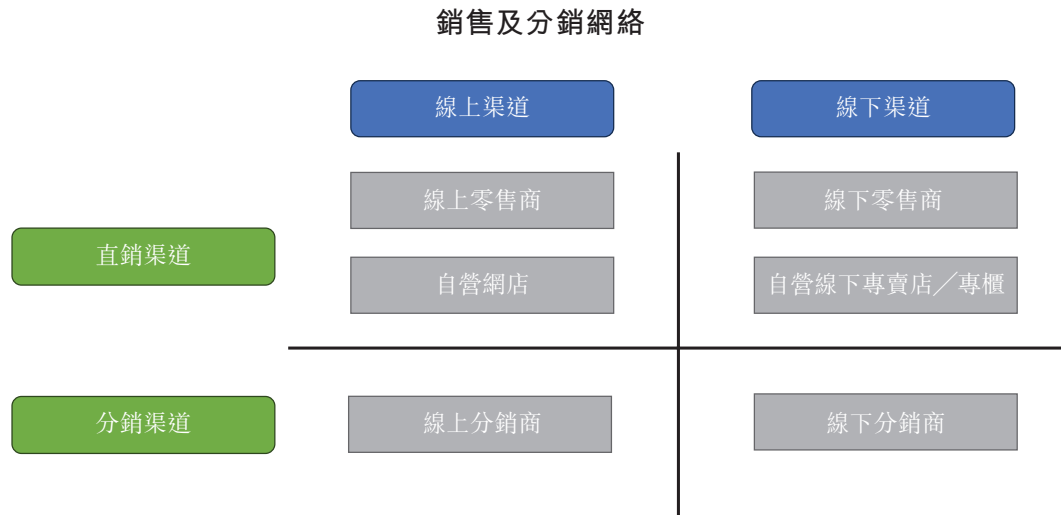 銷售及分銷網絡
線上渠道
線下渠道
線上零售商
線下零售商
直銷渠道
自營網店
自營線下專賣店／專櫃
分銷渠道
線上分銷商
線下分銷商